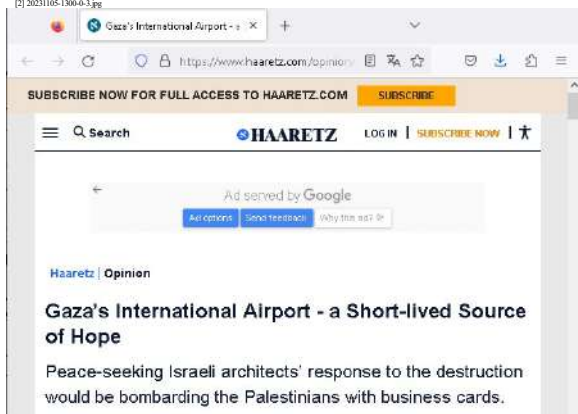 [2] 20231105-1300-0-3.jpg
Gaza's International Airport - a
https://www.haaretz.com/opinion
SUBSCRIBE NOW FOR FULL ACCESS TO HAARETZ.COM SUBSCRIBE
Search HAARETZ LOG IN | SUBSCRIBE NOW |
Ad served by Google
Ad options Send feedback Why this ad?
Haaretz | Opinion
Gaza's International Airport - a Short-lived Source
of Hope
Peace-seeking Israeli architects' response to the destruction
would be bombarding the Palestinians with business cards.